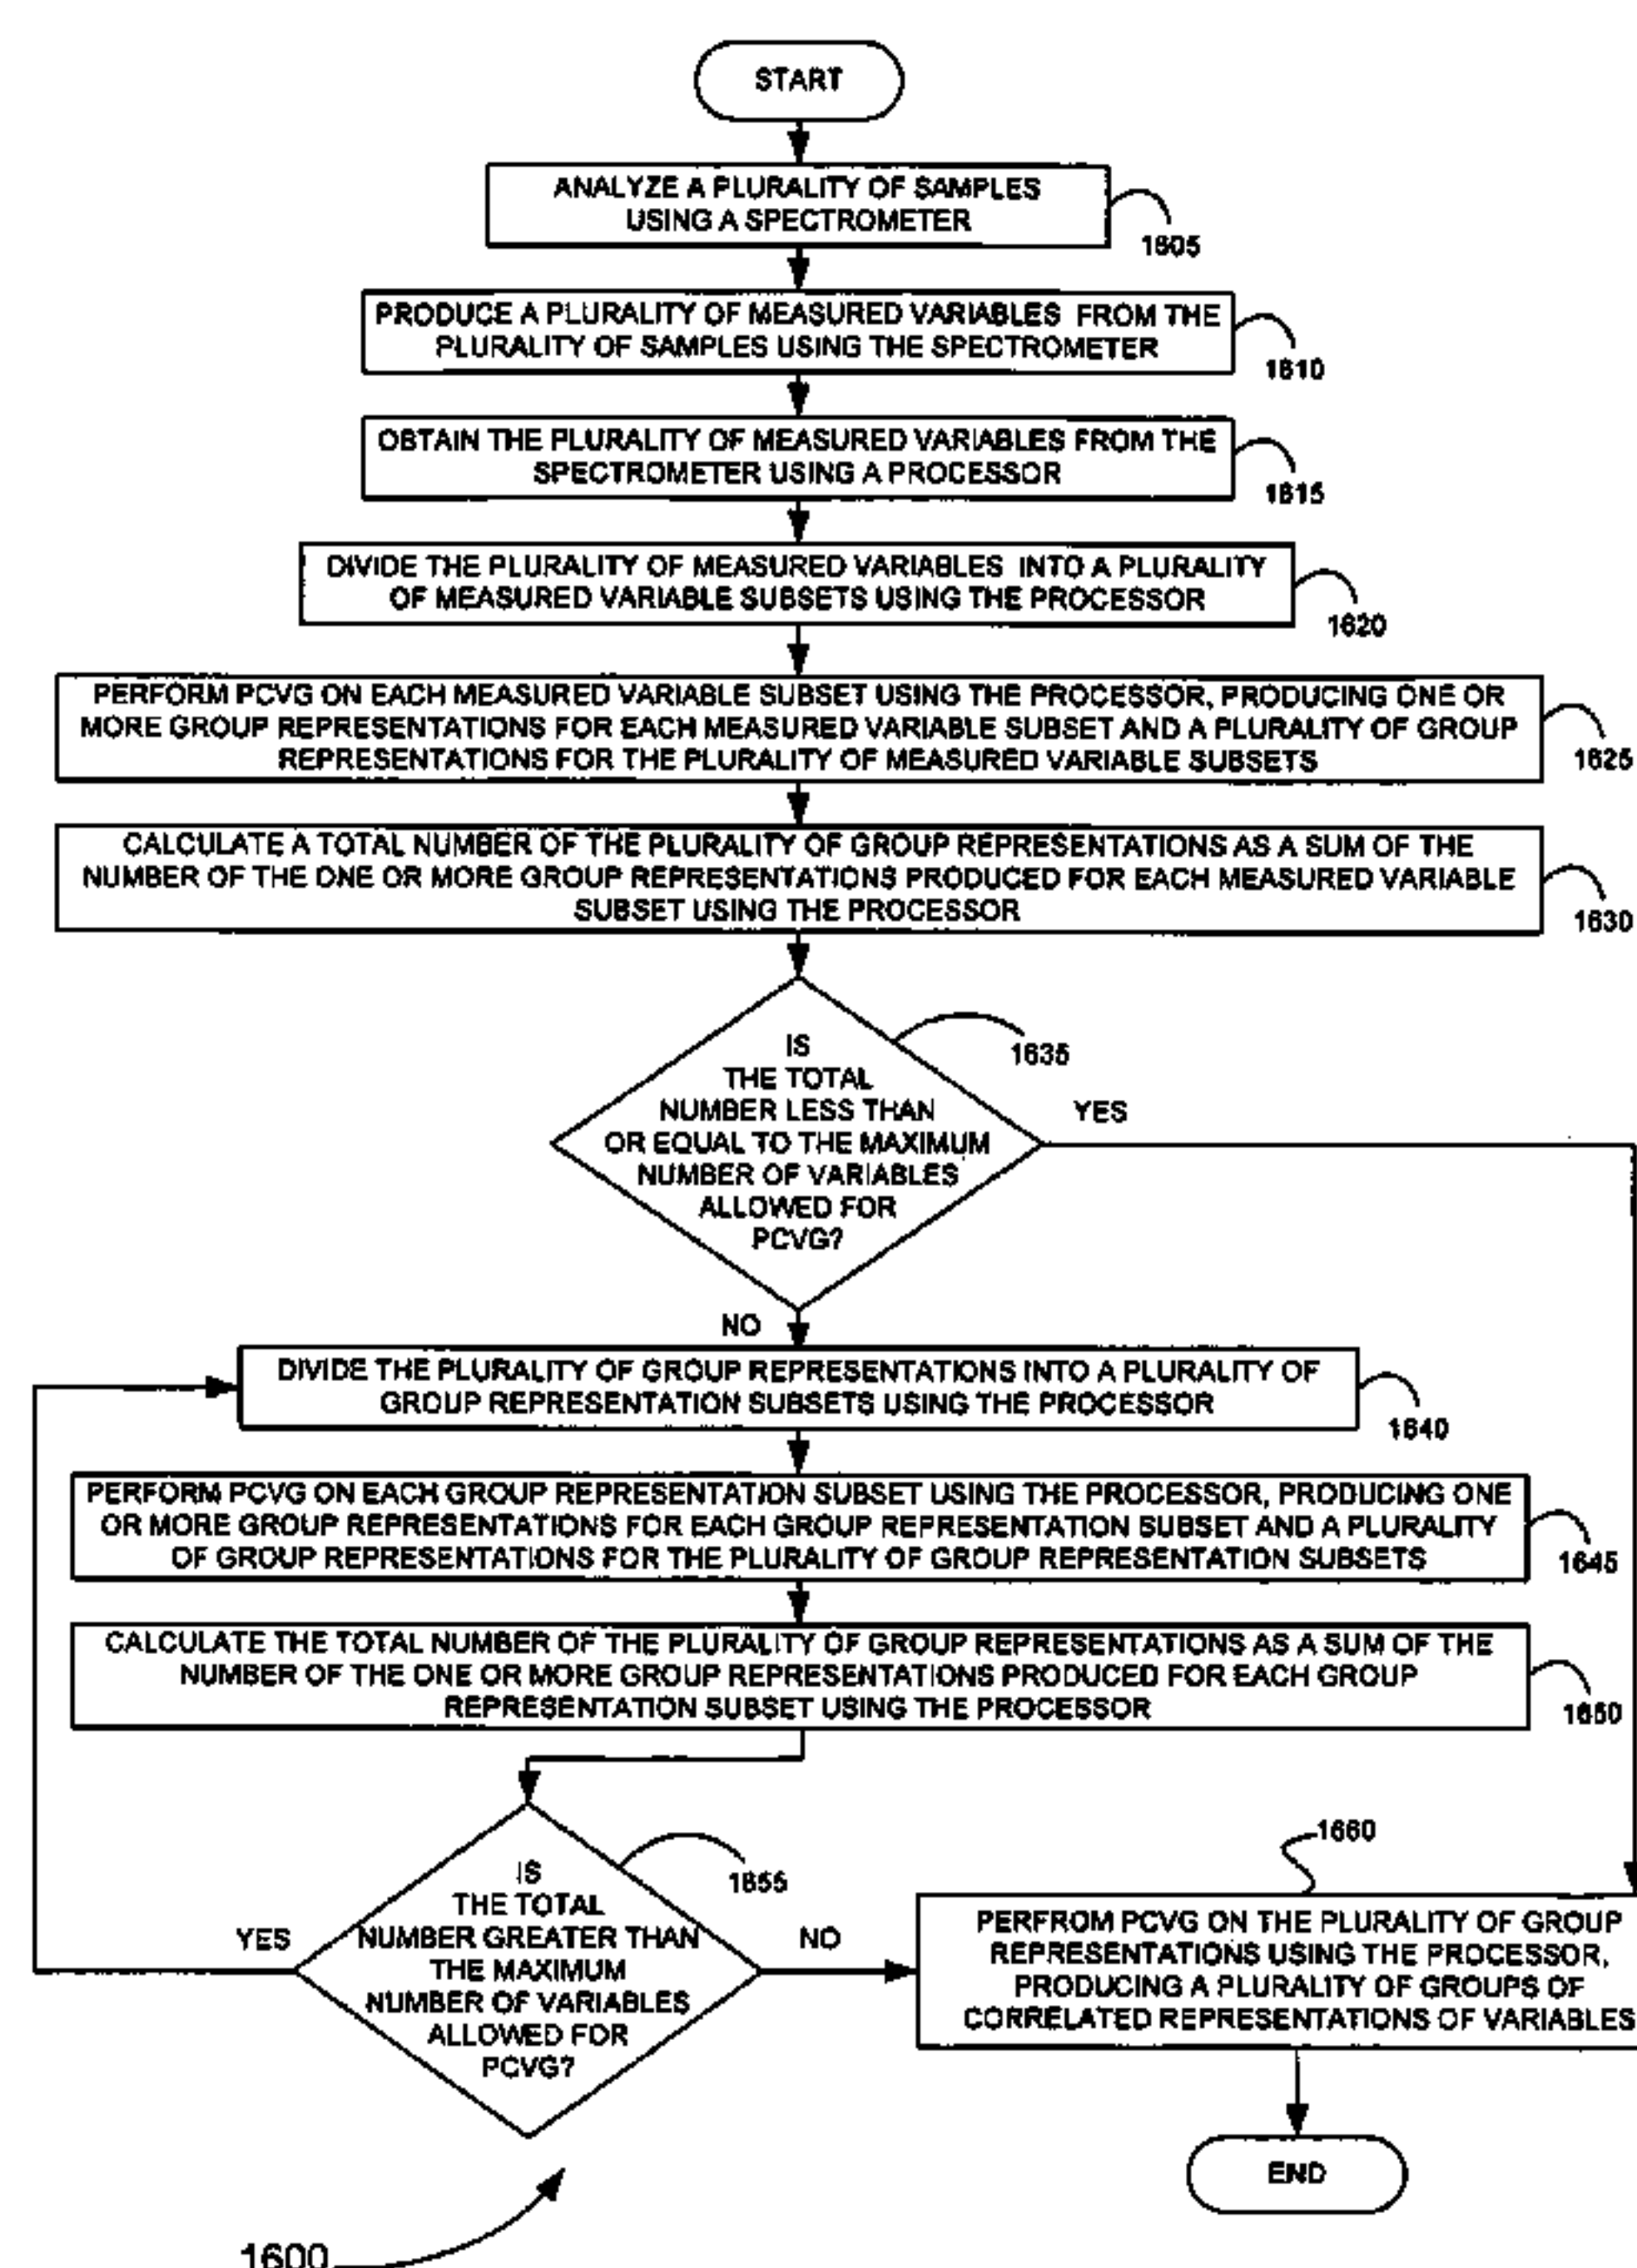 START
ANALYZE A PLURALITY OF SAMPLES
USING A SPECTROMETER
1605
PRODUCE A PLURALITY OF MEASURED VARIABLES FROM THE
PLURALITY OF SAMPLES USING THE SPECTROMETER
1610
OBTAIN THE PLURALITY OF MEASURED VARIABLES FROM THE
SPECTROMETER USING A PROCESSOR
1615
DIVIDE THE PLURALITY OF MEASURED VARIABLES INTO A PLURALITY
OF MEASURED VARIABLE SUBSETS USING THE PROCESSOR
1620
PERFORM PCVG ON EACH MEASURED VARIABLE SUBSET USING THE PROCESSOR, PRODUCING ONE OR
MORE GROUP REPRESENTATIONS FOR EACH MEASURED VARIABLE SUBSET AND A PLURALITY OF GROUP
REPRESENTATIONS FOR THE PLURALITY OF MEASURED VARIABLE SUBSETS
1625
CALCULATE A TOTAL NUMBER OF THE PLURALITY OF GROUP REPRESENTATIONS AS A SUM OF THE
NUMBER OF THE ONE OR MORE GROUP REPRESENTATIONS PRODUCED FOR EACH MEASURED VARIABLE
SUBSET USING THE PROCESSOR
1630
IS
THE TOTAL
NUMBER LESS THAN
OR EQUAL TO THE MAXIMUM
NUMBER OF VARIABLES
ALLOWED FOR
PCVG?
1635
YES
NO
DIVIDE THE PLURALITY OF GROUP REPRESENTATIONS INTO A PLURALITY OF
GROUP REPRESENTATION SUBSETS USING THE PROCESSOR
1640
PERFORM PCVG ON EACH GROUP REPRESENTATION SUBSET USING THE PROCESSOR, PRODUCING ONE
OR MORE GROUP REPRESENTATIONS FOR EACH GROUP REPRESENTATION SUBSET AND A PLURALITY
OF GROUP REPRESENTATIONS FOR THE PLURALITY OF GROUP REPRESENTATION SUBSETS
1645
CALCULATE THE TOTAL NUMBER OF THE PLURALITY OF GROUP REPRESENTATIONS AS A SUM OF THE
NUMBER OF THE ONE OR MORE GROUP REPRESENTATIONS PRODUCED FOR EACH GROUP
REPRESENTATION SUBSET USING THE PROCESSOR
1650
IS
THE TOTAL
NUMBER GREATER THAN
THE MAXIMUM
NUMBER OF VARIABLES
ALLOWED FOR
PCVG?
1655
YES
NO
1660
PERFROM PCVG ON THE PLURALITY OF GROUP
REPRESENTATIONS USING THE PROCESSOR,
PRODUCING A PLURALITY OF GROUPS OF
CORRELATED REPRESENTATIONS OF VARIABLES
END
1600